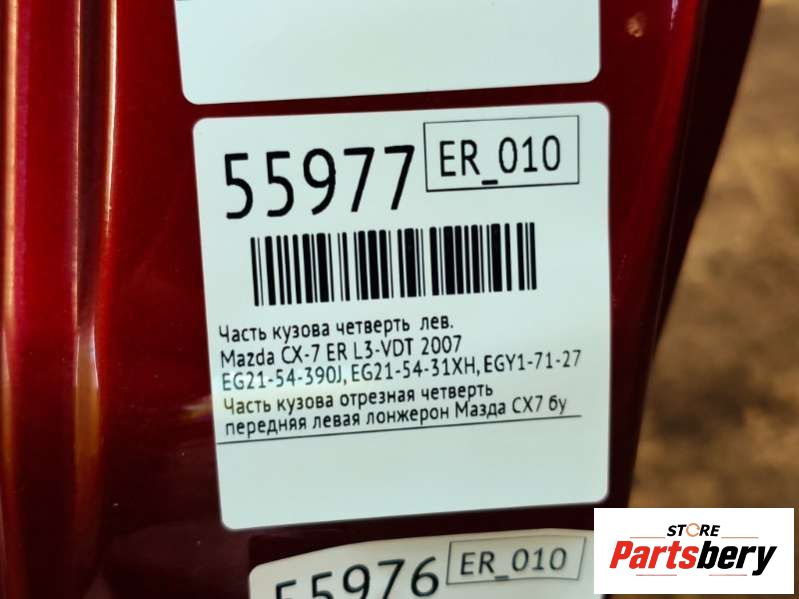 55977 ER_010
Часть кузова четверть лев.
Mazda CX-7 ER L3-VDT 2007
EG21-54-390J, EG21-54-31XH, EGY1-71-27
Часть кузова отрезная четверть
передняя левая лонжерон Мазда CX7 бу
55976 ER_010
STORE
Partsbery